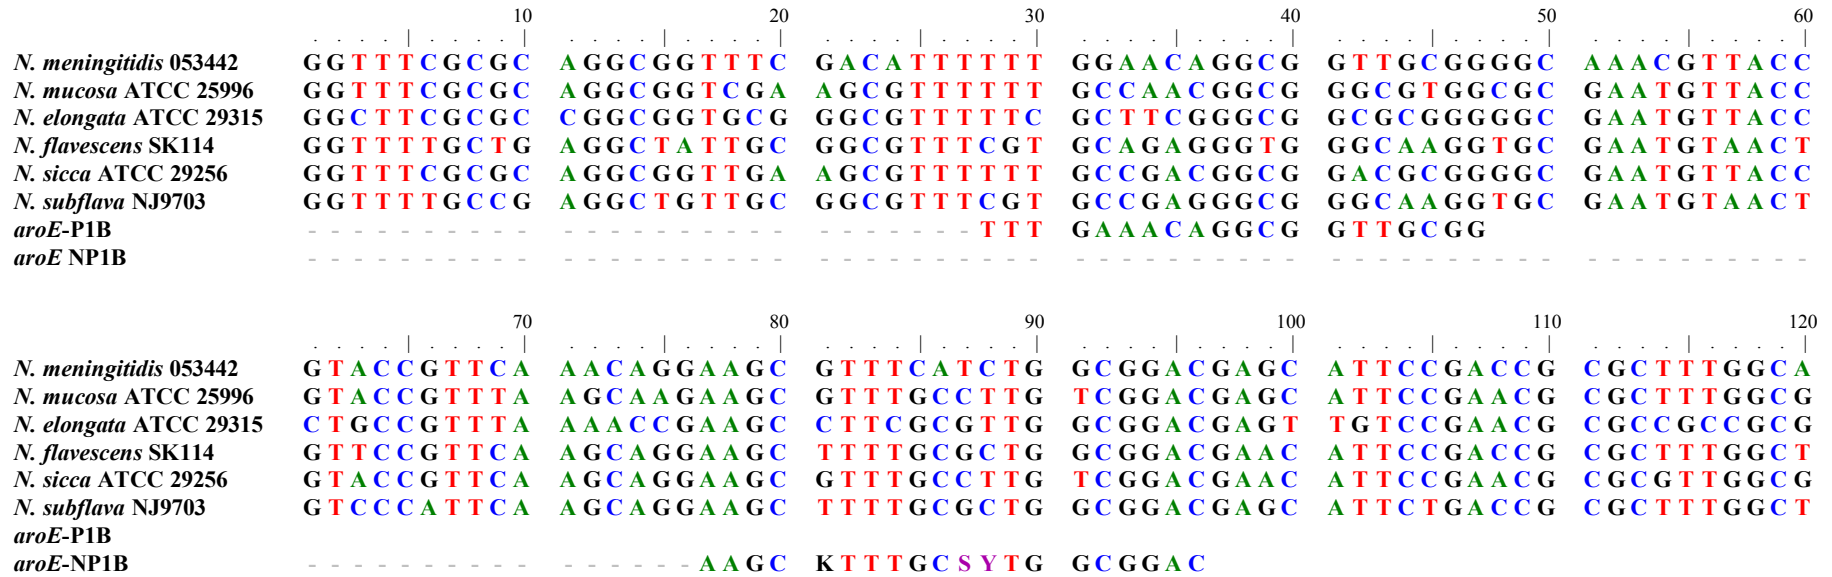 10 20 30 40 50 60
N. meningitidis 053442 GGTTTCGCGC AGGCGGTTTC GACATTTTTT GGAACAGGCG GTTGCGGGGC AAACGTTACC
N. mucosa ATCC 25996 GGTTTCGCGC AGGCGGTCGA AGCGTTTTTT GCCAACGGCG GGCGTGGCGC GAATGTTACC
N. elongata ATCC 29315 GGCTTCGCGC CGGCGGTGCG GGCGTTTTTC GCTTCGGGCG GCGCGGGGGC GAATGTTACC
N. flavescens SK114 GGTTTTGCTG AGGCTATTGC GGCGTTTCGT GCAGAGGGTG GGCAAGGTGC GAATGTAACT
N. sicca ATCC 29256 GGTTTCGCGC AGGCGGTTGA AGCGTTTTTT GCCGACGGCG GACGCGGGGC GAATGTTACC
N. subflava NJ9703 GGTTTTGCCG AGGCTGTTGC GGCGTTTCGT GCCGAGGGCG GGCAAGGTGC GAATGTAACT
aroE-P1B - - - - - - - - - - - - - - - - - - - - - - - - - - - TTT GAAACAGGCG GTTGCGG
aroE NP1B - - - - - - - - - - - - - - - - - - - - - - - - - - - - - - - - - - - - - - - - - - - - - - - - - - - - - - - - - - - -
70 80 90 100 110 120
N. meningitidis 053442 GTACCGTTCA AACAGGAAGC GTTTCATCTG GCGGACGAGC ATTCCGACCG CGCTTTGGCA
N. mucosa ATCC 25996 GTACCGTTTA AGCAAGAAGC GTTTGCCTTG TCGGACGAGC ATTCCGAACG CGCTTTGGCG
N. elongata ATCC 29315 CTGCCGTTTA AAACCGAAGC CTTCGCGTTG GCGGACGAGT TGTCCGAACG CGCCGCCGCG
N. flavescens SK114 GTTCCGTTCA AGCAGGAAGC TTTTGCGCTG GCGGACGAAC ATTCCGACCG CGCTTTGGCT
N. sicca ATCC 29256 GTACCGTTCA AGCAGGAAGC GTTTGCCTTG TCGGACGAAC ATTCCGAACG CGCGTTGGCG
N. subflava NJ9703 GTCCCATTCA AGCAGGAAGC TTTTGCGCTG GCGGACGAGC ATTCTGACCG CGCTTTGGCT
aroE-P1B
aroE-NP1B - - - - - - - - - - - - - - - - AAGC KTTTGCSYTG GCGGAC